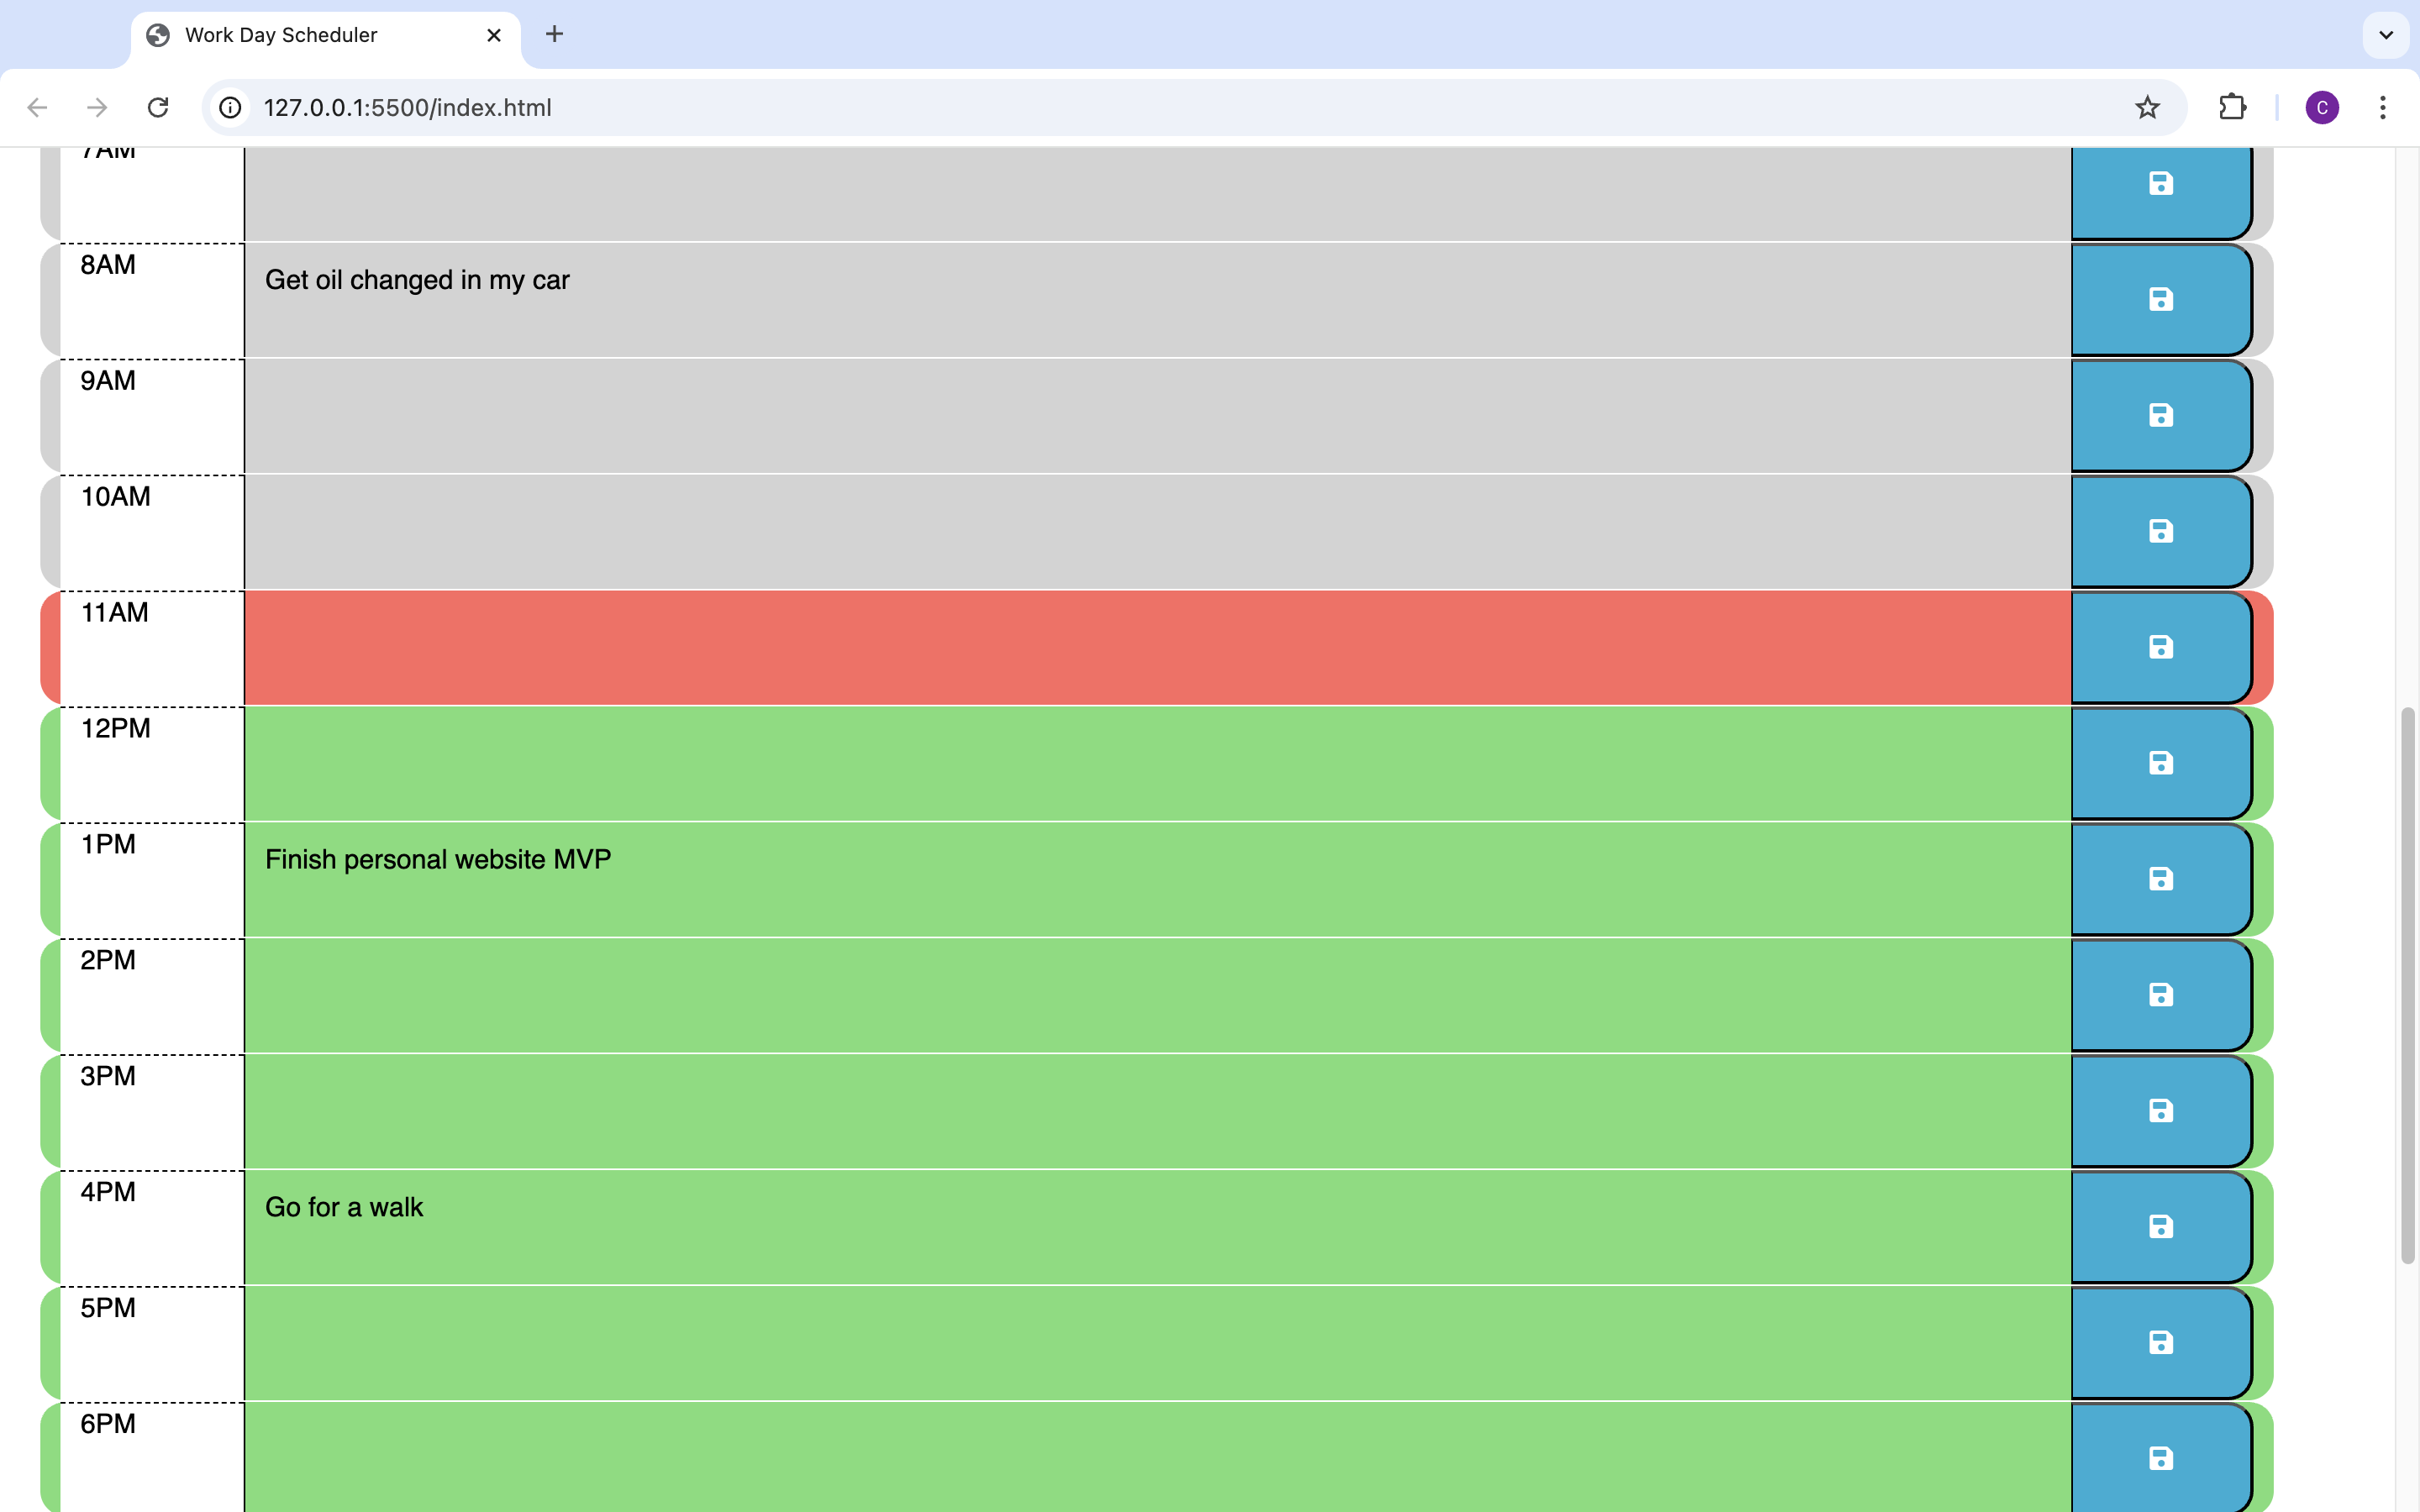 Work Day Scheduler
127.0.0.1:5500/index.html
C
7AM
8AM
Get oil changed in my car
9AM
10AM
11AM
12PM
1PM
Finish personal website MVP
2PM
3PM
4PM
Go for a walk
5PM
6PM